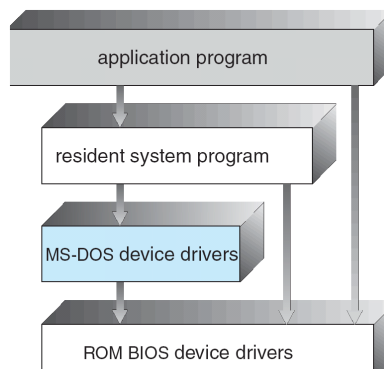 application program
resident system program
MS-DOS device drivers
ROM BIOS device drivers